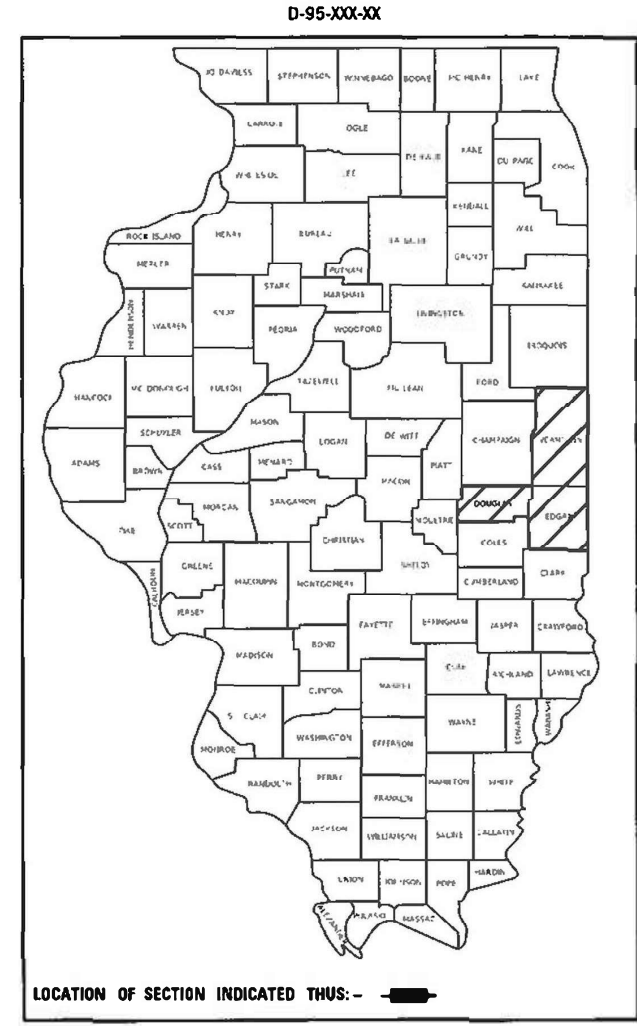 D-95-XXX-XX
JO DAVIESS STEPHENSON WINNEBAGO BOONE MC HENRY LAKE
CARROLL OGLE
DE KALB KANE DU PAGE COOK
WHITESIDE LEE
KENDALL
ROCK ISLAND HENRY BUREAU LA SALLE WILL
MERCER PUTNAM GRUNDY
STARK MARSHALL KANKAKEE
HENDERSON WARREN KNOX PEORIA WOODFORD LIVINGSTON
IROQUOIS
HANCOCK MC DONOUGH FULTON TAZEWELL MC LEAN FORD
MASON
SCHUYLER LOGAN DE WITT CHAMPAIGN VERMILION
ADAMS BROWN CASS MENARD PIATT
MACON
PIKE SCOTT MORGAN SANGAMON DOUGLAS
MOULTRIE EDGAR
CHRISTIAN COLES
GREENE MACOUPIN MONTGOMERY SHELBY CLARK
CALHOUN CUMBERLAND
JERSEY
FAYETTE EFFINGHAM JASPER CRAWFORD
MADISON BOND
CLAY RICHLAND LAWRENCE
CLINTON MARION
ST CLAIR WAYNE EDWARDS WABASH
MONROE WASHINGTON JEFFERSON
RANDOLPH PERRY HAMILTON WHITE
FRANKLIN
JACKSON WILLIAMSON SALINE GALLATIN
UNION JOHNSON POPE HARDIN
ALEXANDER PULASKI MASSAC
LOCATION OF SECTION INDICATED THUS: -